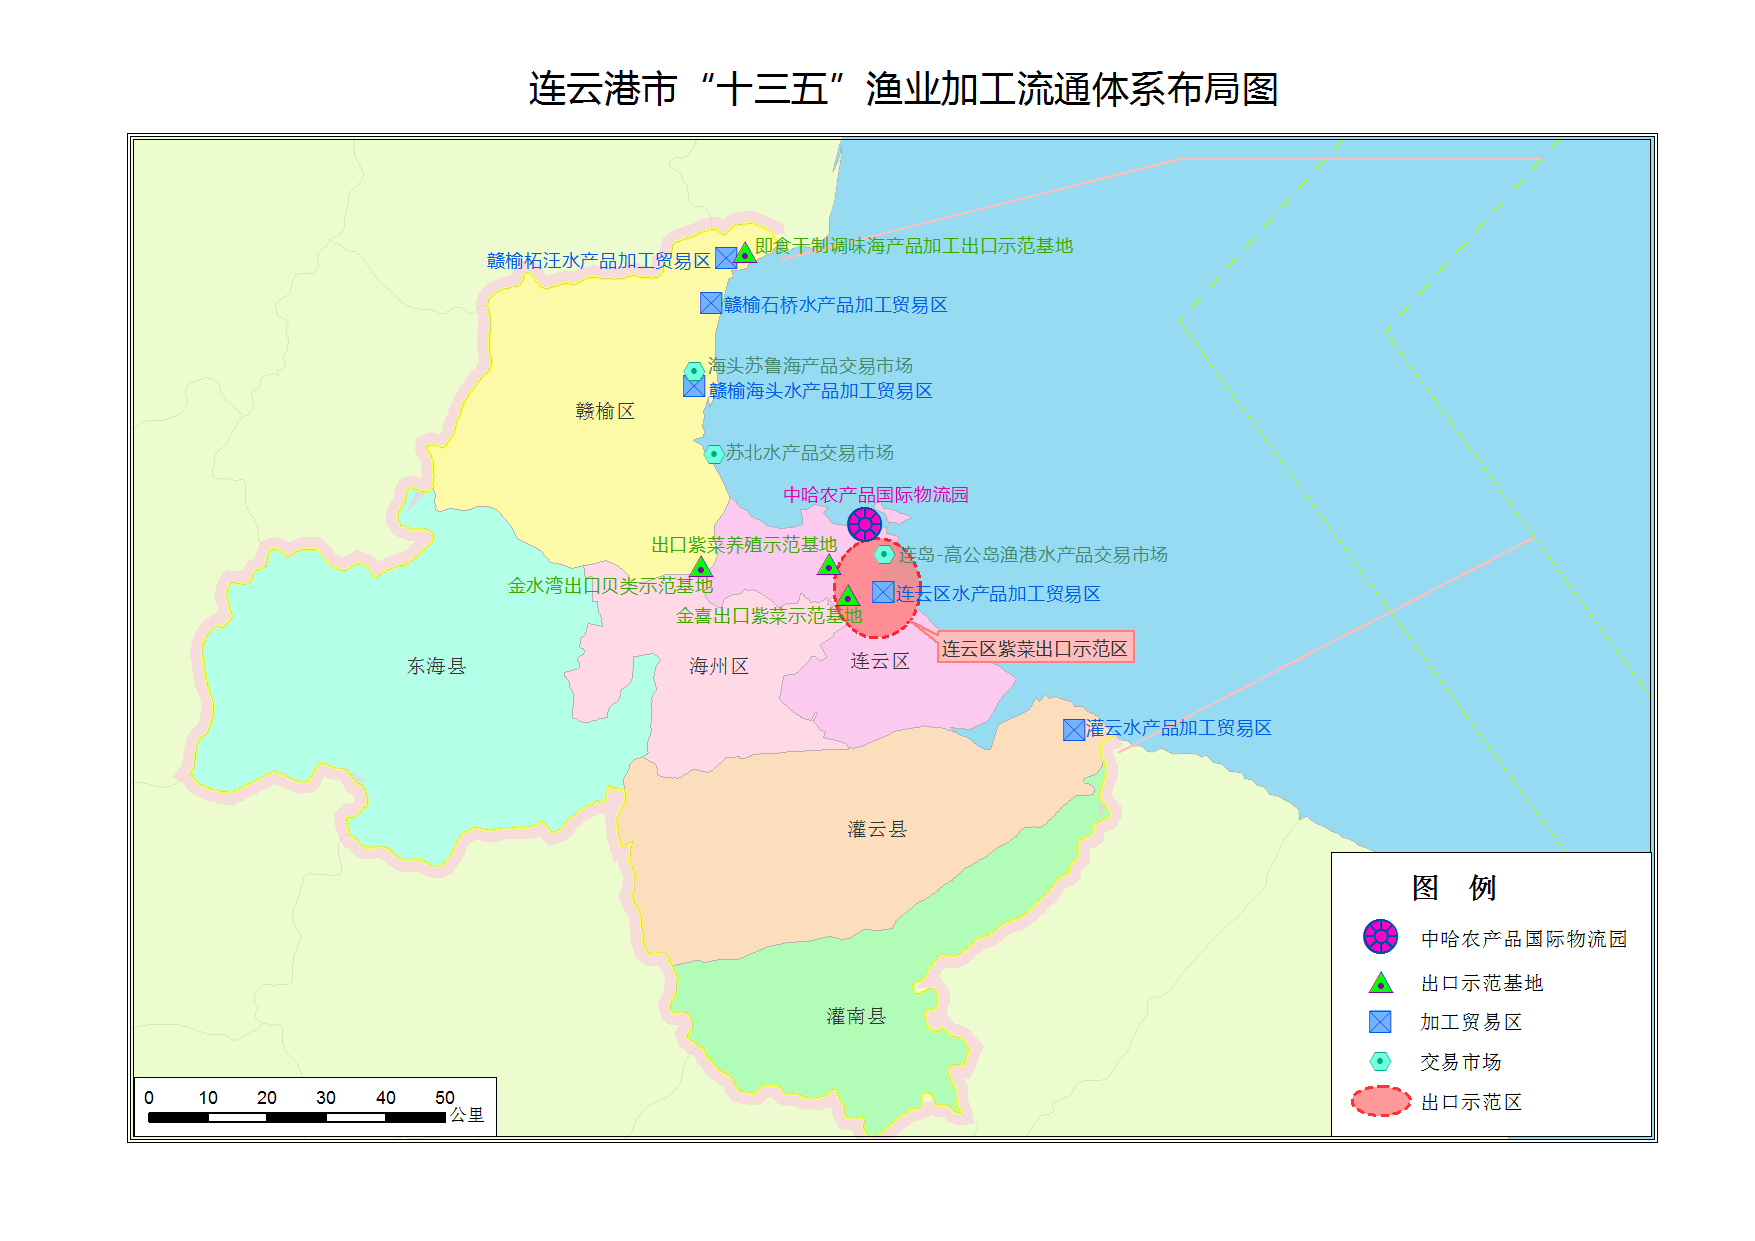 连云港市“十三五”渔业加工流通体系布局图
即食干制调味海产品加工出口示范基地
赣榆柘汪水产品加工贸易区
赣榆石桥水产品加工贸易区
海头苏鲁海产品交易市场
赣榆海头水产品加工贸易区
赣榆区
苏北水产品交易市场
中哈农产品国际物流园
出口紫菜养殖示范基地
连岛-高公岛渔港水产品交易市场
金水湾出口贝类示范基地
连云区水产品加工贸易区
金喜出口紫菜示范基地
连云区紫菜出口示范区
东海县
海州区
连云区
灌云水产品加工贸易区
灌云县
灌南县
图 例
中哈农产品国际物流园
出口示范基地
加工贸易区
交易市场
出口示范区
0 10 20 30 40 50
公里